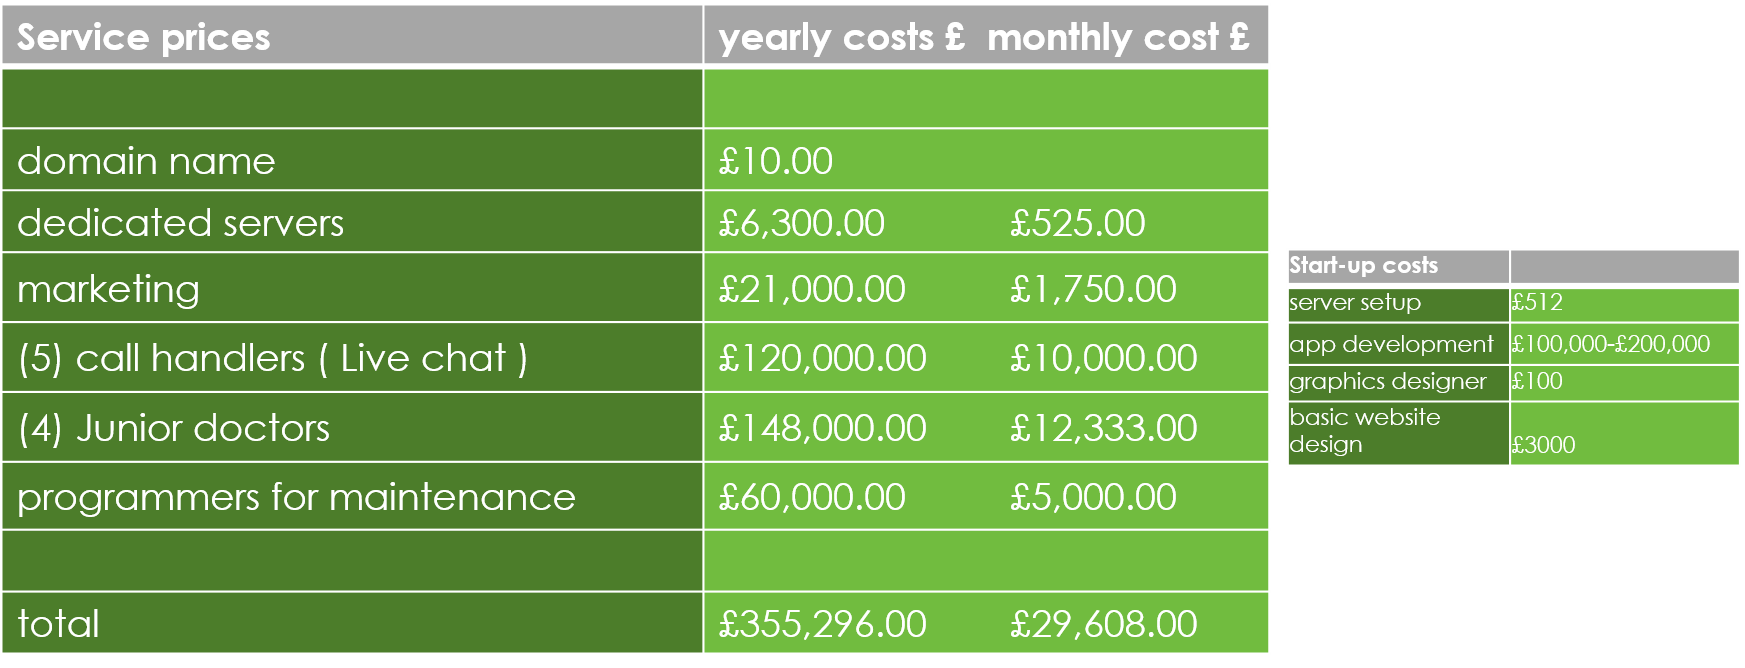 Service prices yearly costs £ monthly cost £
domain name £10.00
dedicated servers £6,300.00 £525.00
marketing £21,000.00 £1,750.00
(5) call handlers ( Live chat ) £120,000.00 £10,000.00
(4) Junior doctors £148,000.00 £12,333.00
programmers for maintenance £60,000.00 £5,000.00
total £355,296.00 £29,608.00
Start-up costs
server setup £512
app development £100,000-£200,000
graphics designer £100
basic website
design £3000